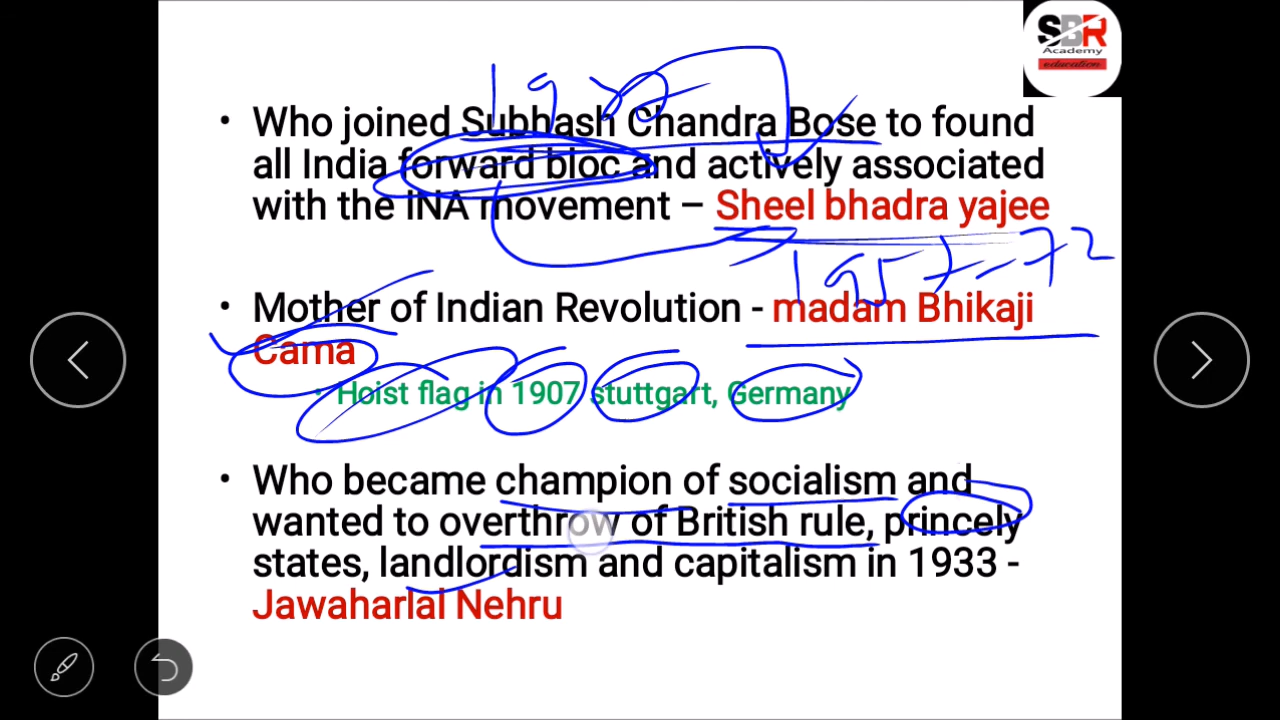 SBR
Academy
education
• Who joined Subhash Chandra Bose to found
all India forward bloc and actively associated
with the INA movement – Sheel bhadra yajee
1957-72
• Mother of Indian Revolution - madam Bhikaji
Cama
• Hoist flag in 1907 stuttgart, Germany
• Who became champion of socialism and
wanted to overthrow of British rule, princely
states, landlordism and capitalism in 1933 -
Jawaharlal Nehru